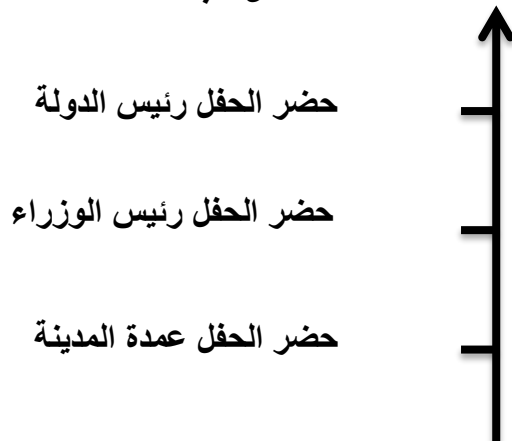 حضر الحفل رئيس الدولة
حضر الحفل رئيس الوزراء
حضر الحفل عمدة المدينة